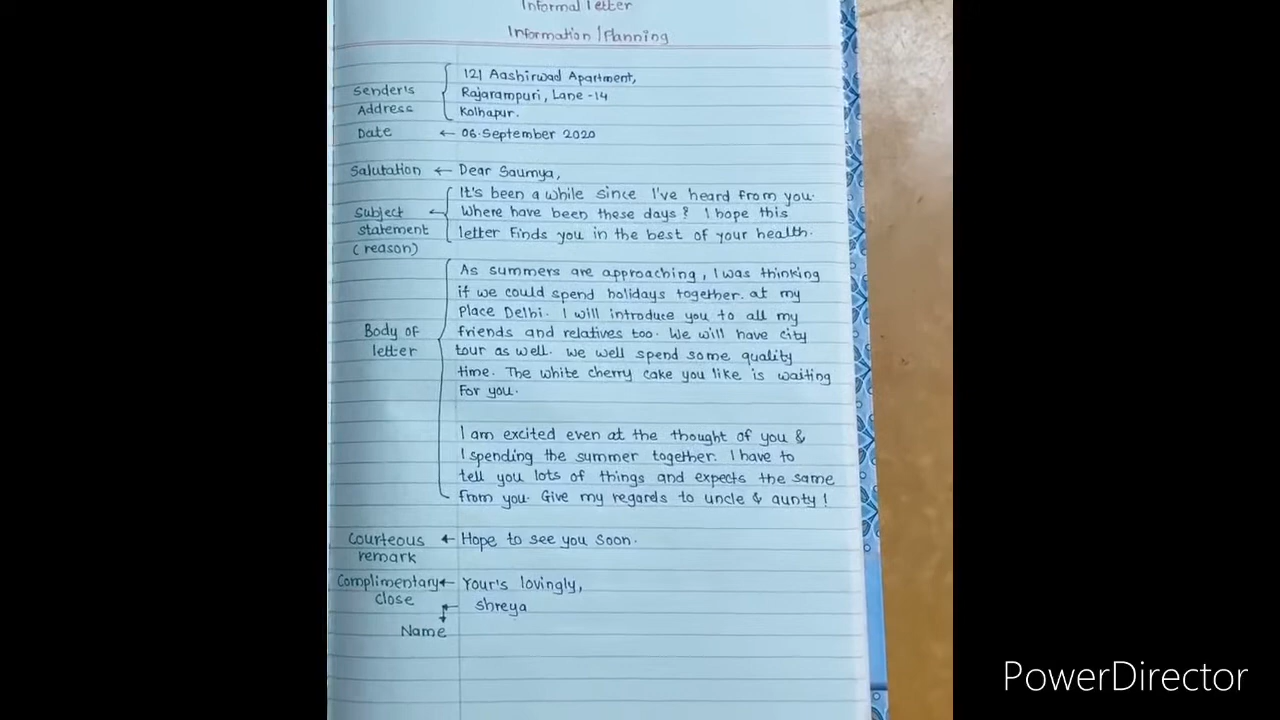 Informal Letter
Information/Planning
Sender's Address
121 Aashirwad Apartment,
Rajarampuri, Lane-14
Kolhapur.
Date ← 06.September 2020
Salutation ← Dear Saumya,
Subject statement (reason)
It's been a while since I've heard from you.
Where have been these days? I hope this
letter finds you in the best of your health.
Body of letter
As summers are approaching, I was thinking
if we could spend holidays together. at my
Place Delhi. I will introduce you to all my
friends and relatives too. We will have city
tour as well. We well spend some quality
time. The white cherry cake you like is waiting
For you.
I am excited even at the thought of you &
I spending the summer together. I have to
tell you lots of things and expects the same
from you. Give my regards to uncle & aunty!
Courteous remark ← Hope to see you soon.
Complimentary close ← Your's lovingly,
shreya
Name
PowerDirector